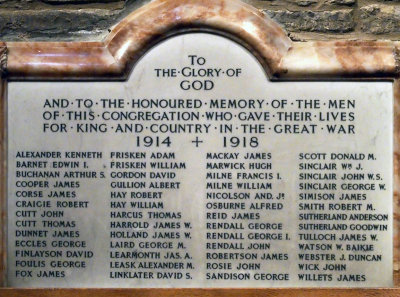 TO
THE·GLORY·OF
GOD
AND·TO·THE·HONOURED·MEMORY·OF·THE·MEN
OF·THIS·CONGREGATION·WHO·GAVE·THEIR·LIVES
FOR·KING·AND·COUNTRY·IN·THE·GREAT·WAR
1914 + 1918
ALEXANDER KENNETH
BARNET EDWIN I.
BUCHANAN ARTHUR S.
COOPER JAMES
CORSE JAMES
CRAIGIE ROBERT
CUTT JOHN
CUTT THOMAS
DUNNET JAMES
ECCLES GEORGE
FINLAYSON DAVID
FOULIS GEORGE
FOX JAMES
FRISKEN ADAM
FRISKEN WILLIAM
GORDON DAVID
GULLION ALBERT
HAY ROBERT
HAY WILLIAM
HARCUS THOMAS
HARROLD JAMES W.
HOLLAND JAMES W.
LAIRD GEORGE M.
LEARMONTH JAS. A.
LEASK ALEXANDER M.
LINKLATER DAVID S.
MACKAY JAMES
MARWICK HUGH
MILNE FRANCIS I.
MILNE WILLIAM
NICOLSON AND. J.
OSBURNE ALFRED
REID JAMES
RENDALL GEORGE
RENDALL GEORGE I.
RENDALL JOHN
ROBERTSON JAMES
ROSIE JOHN
SANDISON GEORGE
SCOTT DONALD M.
SINCLAIR WM. J.
SINCLAIR JOHN W.S.
SINCLAIR GEORGE W.
SIMISON JAMES
SMITH ROBERT M.
SUTHERLAND ANDERSON
SUTHERLAND GOODWIN
TULLOCH JAMES W.
WATSON W. BAIKIE
WEBSTER J. DUNCAN
WICK JOHN
WILLETS JAMES